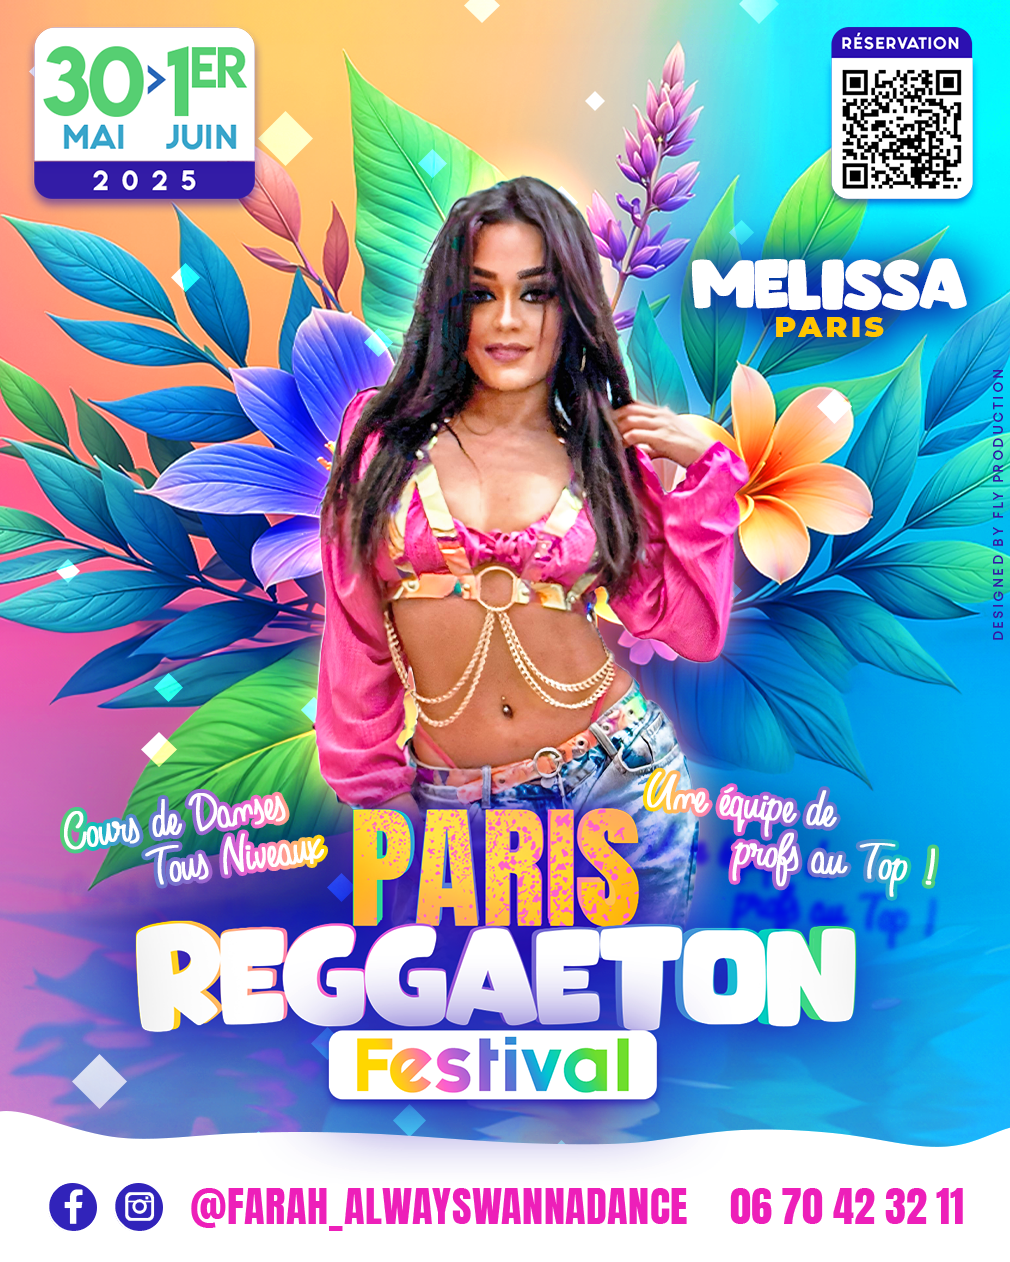 30>1ER
MAI JUIN
2025
RÉSERVATION
MELISSA
PARIS
DESIGNED BY FLY PRODUCTION
Cours de Danses
Tous Niveaux
Une équipe de
profs au Top !
PARIS
REGGAETON
Festival
@FARAH_ALWAYSWANNADANCE 06 70 42 32 11